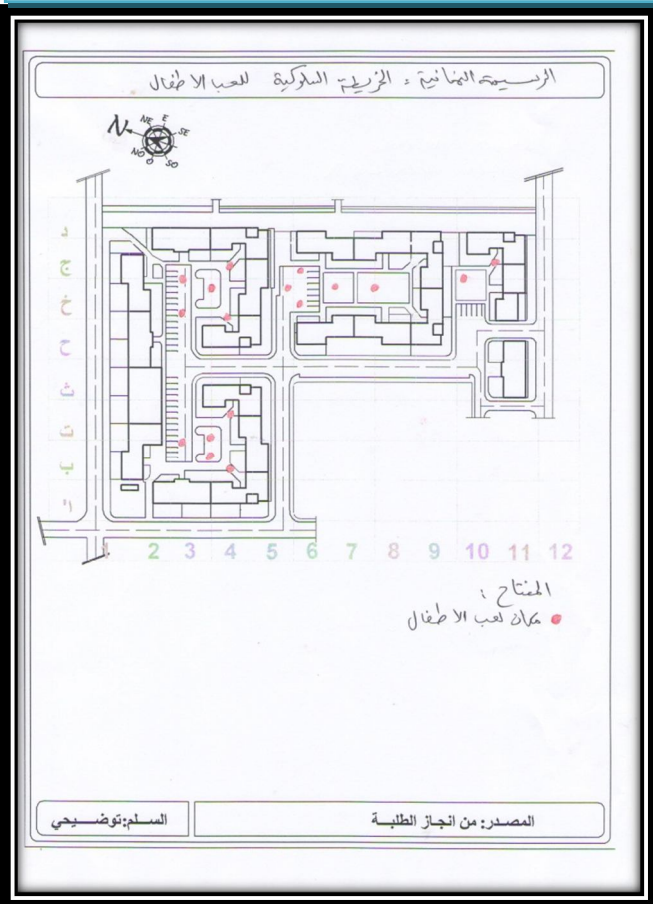 الرسيمة الثمانية : الخريطة السلوكية للعب الاطفال
N NE E SE SO O NO
د
ج
خ
ح
ث
ت
ب
أ
1 2 3 4 5 6 7 8 9 10 11 12
المفتاح :
مكان لعب الاطفال
المصدر: من انجاز الطلبة
السلم:توضيحي